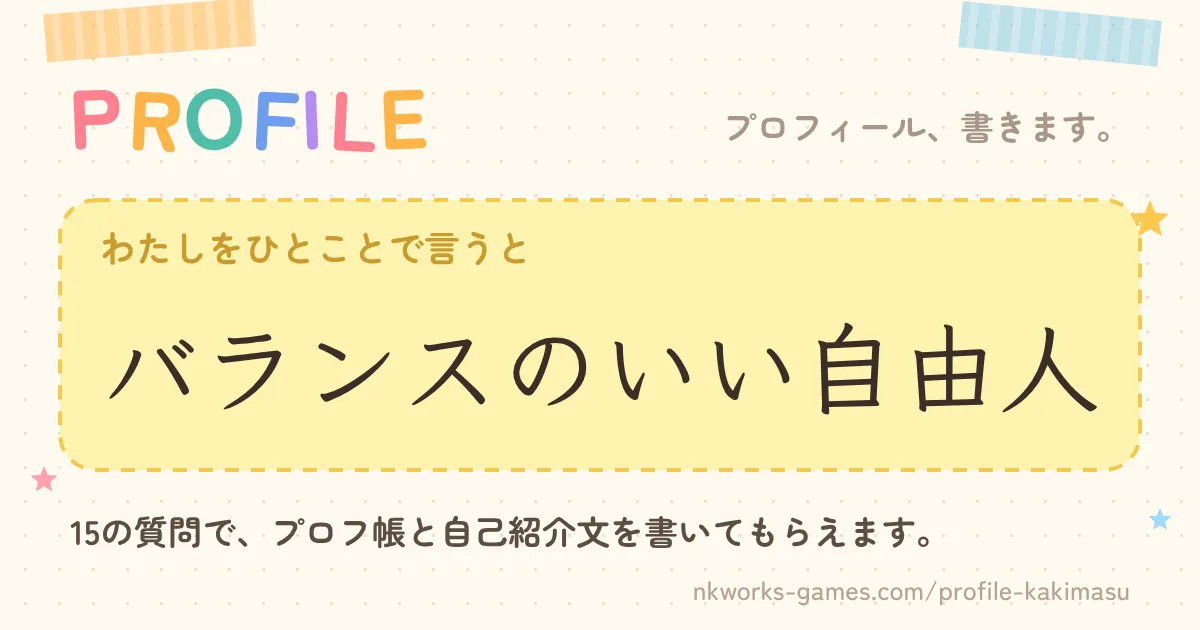 PROFILE
プロフィール、書きます。
わたしをひとことで言うと
バランスのいい自由人
15の質問で、プロフ帳と自己紹介文を書いてもらえます。
nkworks-games.com/profile-kakimasu